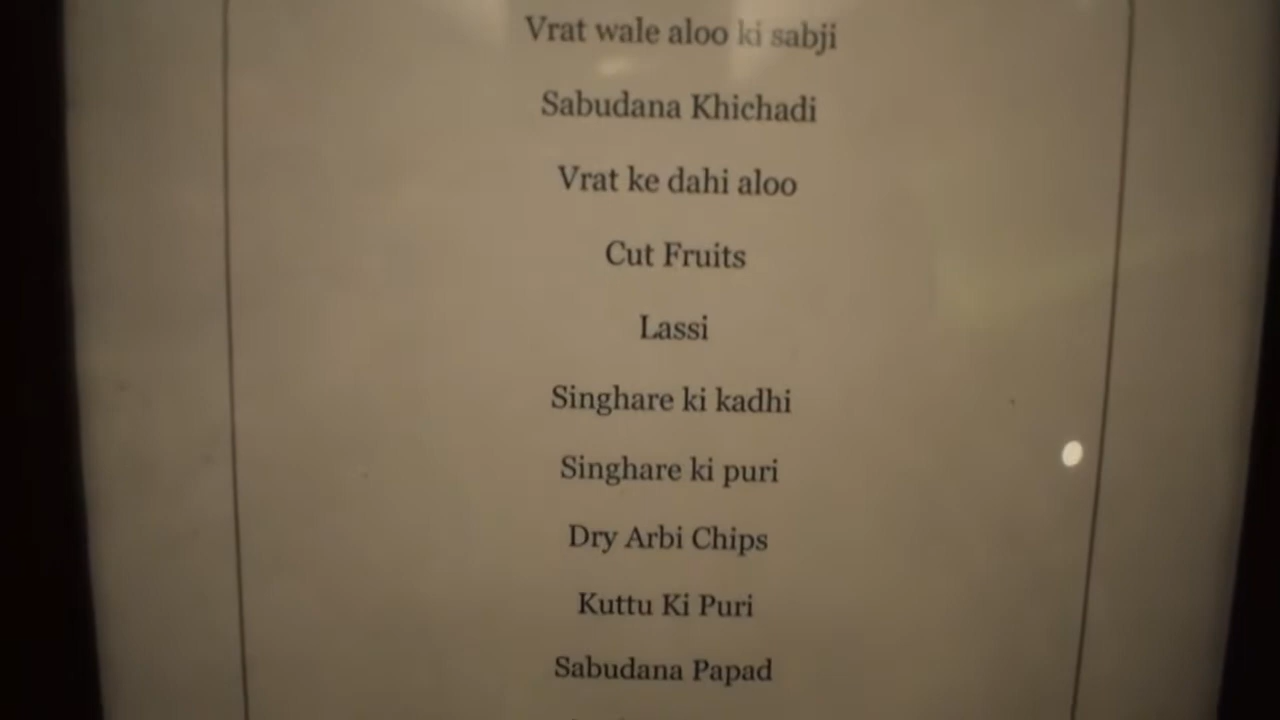 Vrat wale aloo ki sabji
Sabudana Khichadi
Vrat ke dahi aloo
Cut Fruits
Lassi
Singhare ki kadhi
Singhare ki puri
Dry Arbi Chips
Kuttu Ki Puri
Sabudana Papad